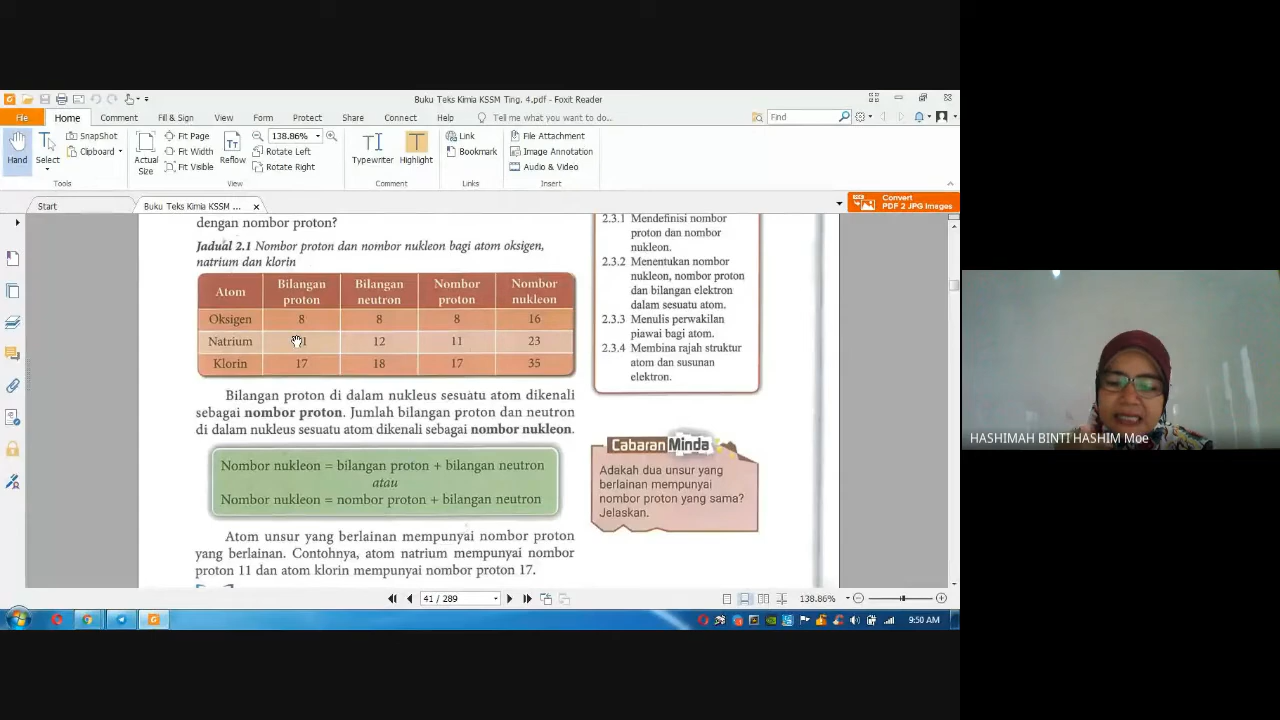 Buku Teks Kimia KSSM Ting. 4.pdf - Foxit Reader
File Home Comment Fill & Sign View Form Protect Share Connect Help Tell me what you want to do... Find
Hand
Select
SnapShot
Clipboard
Tools
Actual Size
Fit Page
Fit Width
Fit Visible
Reflow
138.86%
Rotate Left
Rotate Right
View
Typewriter
Highlight
Comment
Link
Bookmark
Links
File Attachment
Image Annotation
Audio & Video
Insert
Start
Buku Teks Kimia KSSM ...
Convert
PDF 2 JPG Images
dengan nombor proton?
Jadual 2.1 Nombor proton dan nombor nukleon bagi atom oksigen,
natrium dan klorin
Atom Bilangan proton Bilangan neutron Nombor proton Nombor nukleon
Oksigen 8 8 8 16
Natrium 1 12 11 23
Klorin 17 18 17 35
Bilangan proton di dalam nukleus sesuatu atom dikenali
sebagai nombor proton. Jumlah bilangan proton dan neutron
di dalam nukleus sesuatu atom dikenali sebagai nombor nukleon.
Nombor nukleon = bilangan proton + bilangan neutron
atau
Nombor nukleon = nombor proton + bilangan neutron
Atom unsur yang berlainan mempunyai nombor proton
yang berlainan. Contohnya, atom natrium mempunyai nombor
proton 11 dan atom klorin mempunyai nombor proton 17.
2.3.1 Mendefinisi nombor
proton dan nombor
nukleon.
2.3.2 Menentukan nombor
nukleon, nombor proton
dan bilangan elektron
dalam sesuatu atom.
2.3.3 Menulis perwakilan
piawai bagi atom.
2.3.4 Membina rajah struktur
atom dan susunan
elektron.
Cabaran Minda
Adakah dua unsur yang
berlainan mempunyai
nombor proton yang sama?
Jelaskan.
41 / 289
138.86%
9:50 AM
HASHIMAH BINTI HASHIM Moe